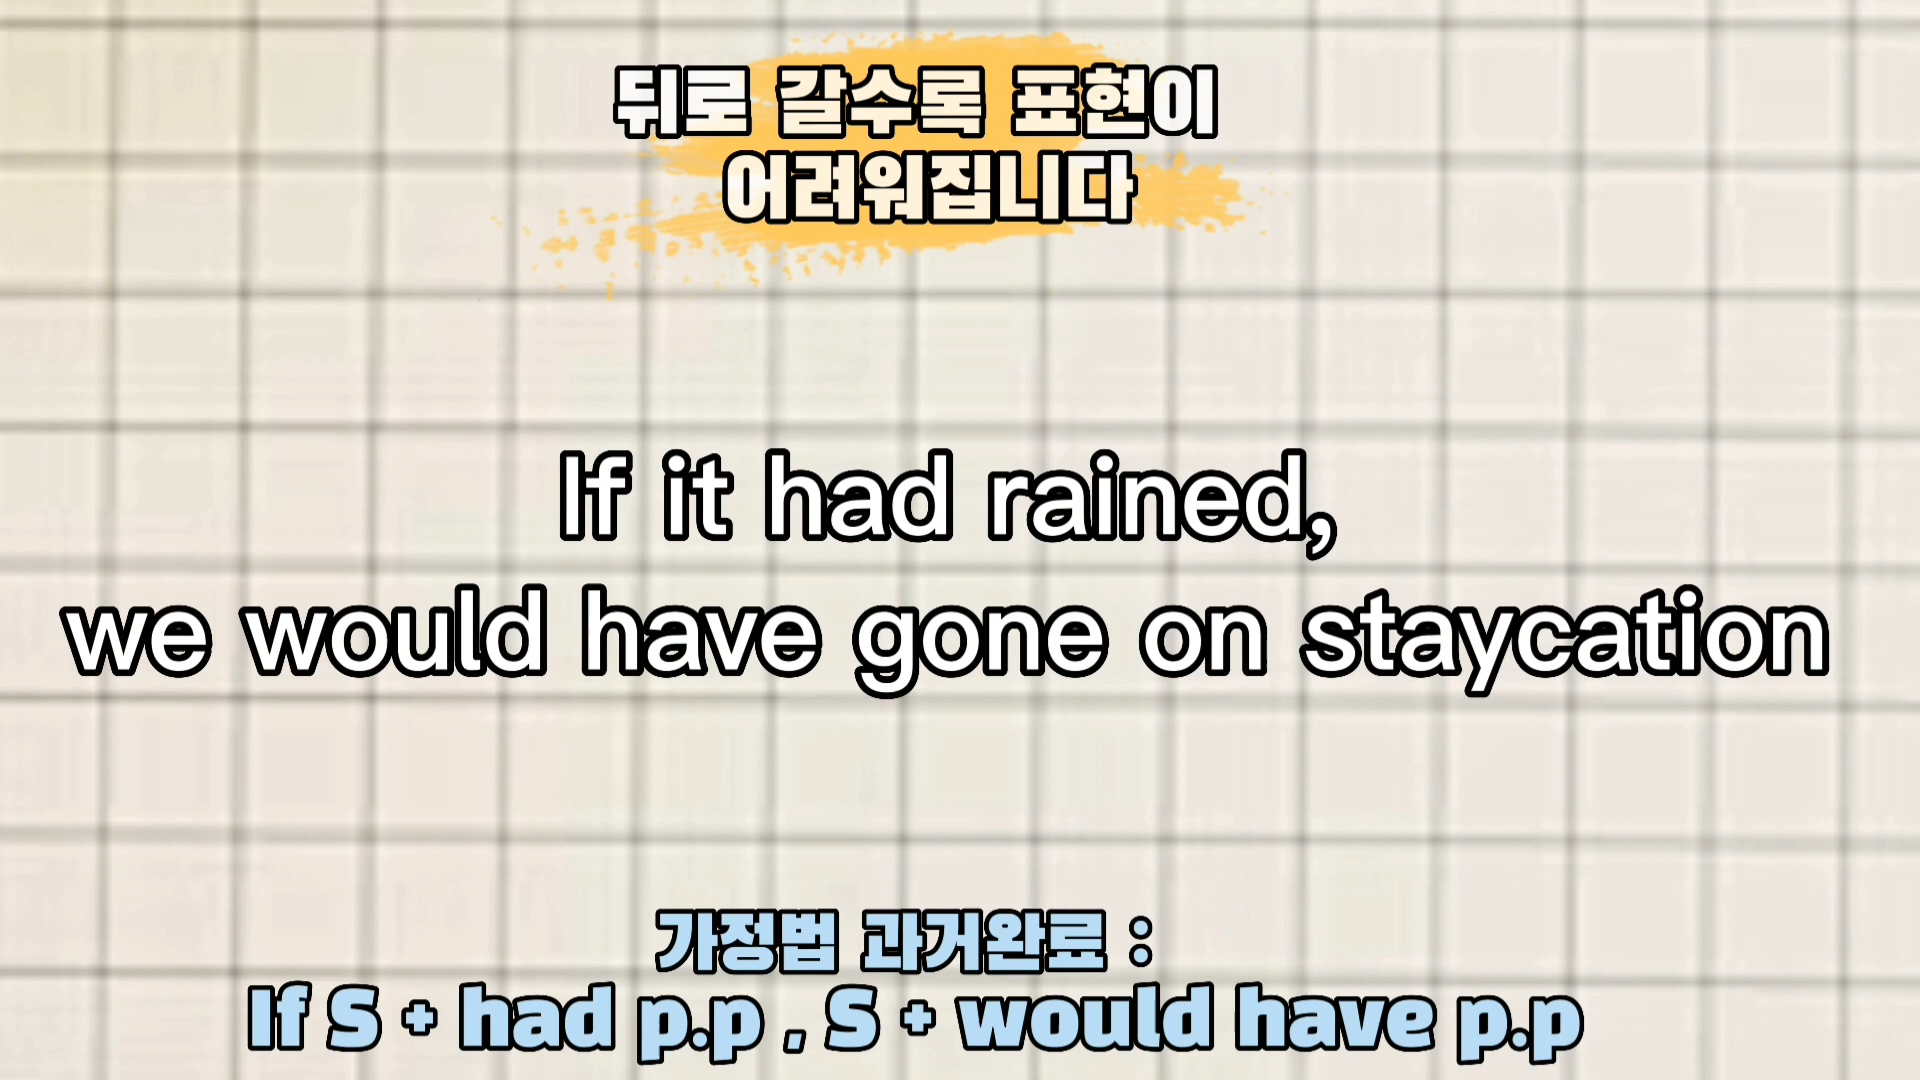 뒤로 갈수록 표현이
어려워집니다
If it had rained,
we would have gone on staycation
가정법 과거완료 :
If S + had p.p , S + would have p.p